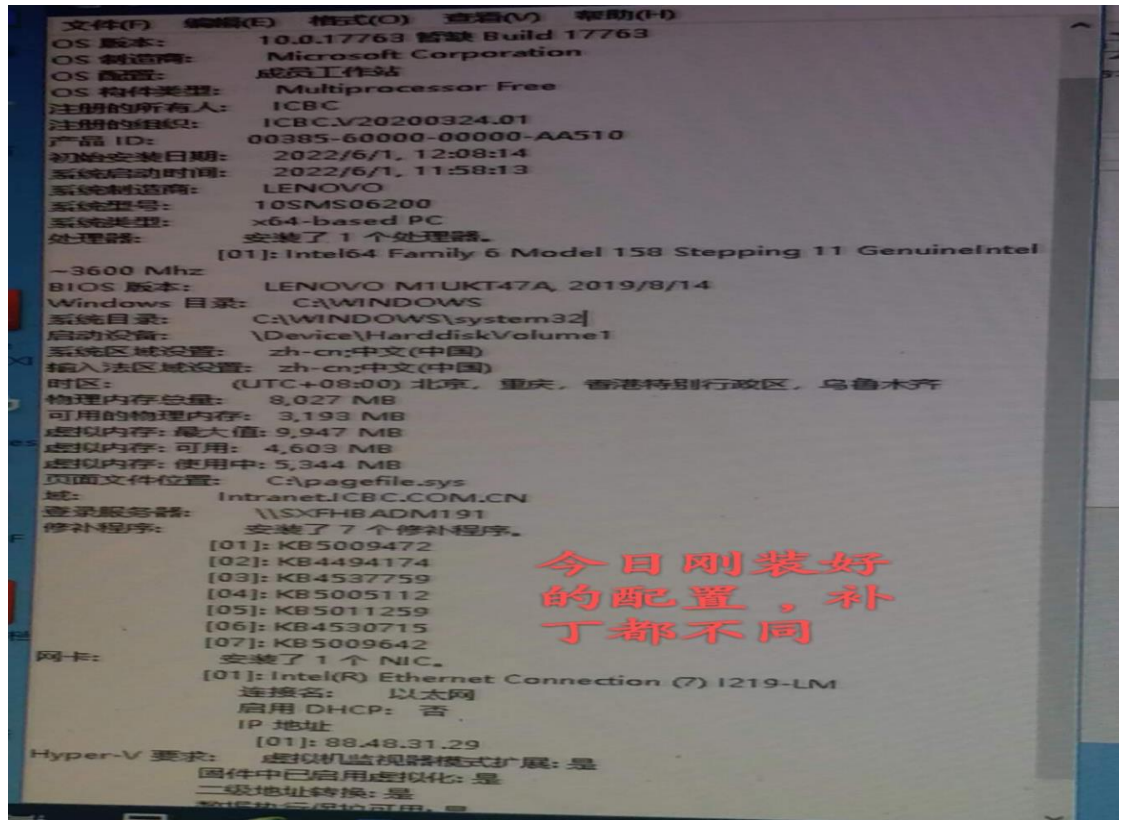 文件(F) 编辑(E) 格式(O) 查看(V) 帮助(H)
OS 版本: 10.0.17763 暂缺 Build 17763
OS 制造商: Microsoft Corporation
OS 配置: 成员工作站
OS 构件类型: Multiprocessor Free
注册的所有人: ICBC
注册的组织: ICBC.V20200324.01
产品 ID: 00385-60000-00000-AA510
初始安装日期: 2022/6/1, 12:08:14
系统启动时间: 2022/6/1, 11:58:13
系统制造商: LENOVO
系统型号: 10SMS06200
系统类型: x64-based PC
处理器: 安装了 1 个处理器。
[01]: Intel64 Family 6 Model 158 Stepping 11 GenuineIntel
~3600 Mhz
BIOS 版本: LENOVO M1UKT47A, 2019/8/14
Windows 目录: C:\WINDOWS
系统目录: C:\WINDOWS\system32
启动设备: \Device\HarddiskVolume1
系统区域设置: zh-cn;中文(中国)
输入法区域设置: zh-cn;中文(中国)
时区: (UTC+08:00) 北京，重庆，香港特别行政区，乌鲁木齐
物理内存总量: 8,027 MB
可用的物理内存: 3,193 MB
虚拟内存: 最大值: 9,947 MB
虚拟内存: 可用: 4,603 MB
虚拟内存: 使用中: 5,344 MB
页面文件位置: C:\pagefile.sys
域: Intranet.ICBC.COM.CN
登录服务器: \\SXFHBADM191
修补程序: 安装了 7 个修补程序。
[01]: KB5009472
[02]: KB4494174
[03]: KB4537759
[04]: KB5005112
[05]: KB5011259
[06]: KB4530715
[07]: KB5009642
今日刚装好
的配置，补
丁都不同
网卡: 安装了 1 个 NIC。
[01]: Intel(R) Ethernet Connection (7) I219-LM
连接名: 以太网
启用 DHCP: 否
IP 地址
[01]: 88.48.31.29
Hyper-V 要求: 虚拟机监视器模式扩展: 是
固件中已启用虚拟化: 是
二级地址转换: 是
数据执行保护可用: 是